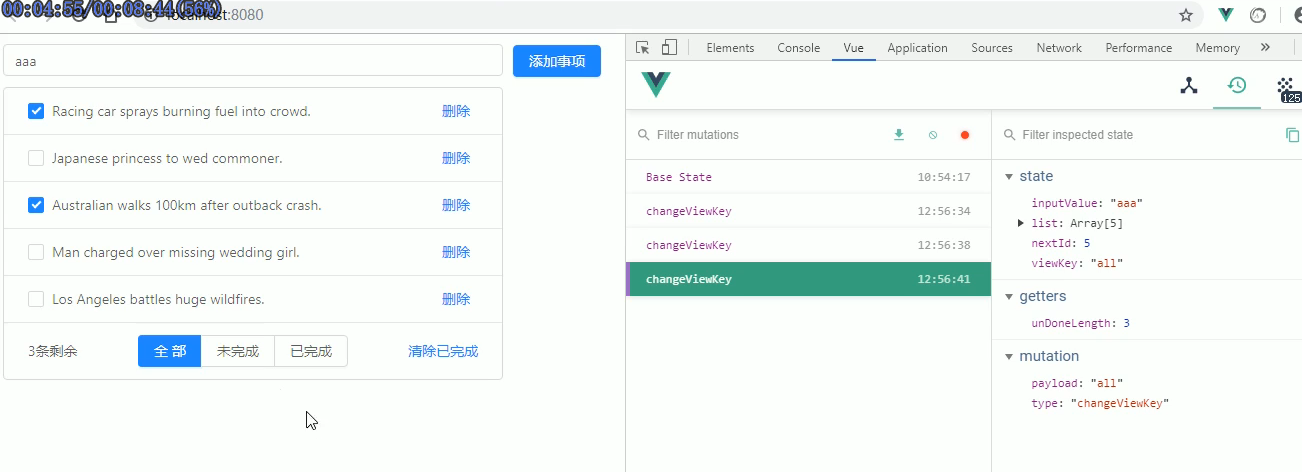 00:04:55/00:08:44(56%)
localhost:8080
Elements Console Vue Application Sources Network Performance Memory »
aaa 添加事项
Racing car sprays burning fuel into crowd. 删除
Japanese princess to wed commoner. 删除
Australian walks 100km after outback crash. 删除
Man charged over missing wedding girl. 删除
Los Angeles battles huge wildfires. 删除
3条剩余 全 部 未完成 已完成 清除已完成
125
Filter mutations
Base State 10:54:17
changeViewKey 12:56:34
changeViewKey 12:56:38
changeViewKey 12:56:41
Filter inspected state
state
inputValue: "aaa"
list: Array[5]
nextId: 5
viewKey: "all"
getters
unDoneLength: 3
mutation
payload: "all"
type: "changeViewKey"